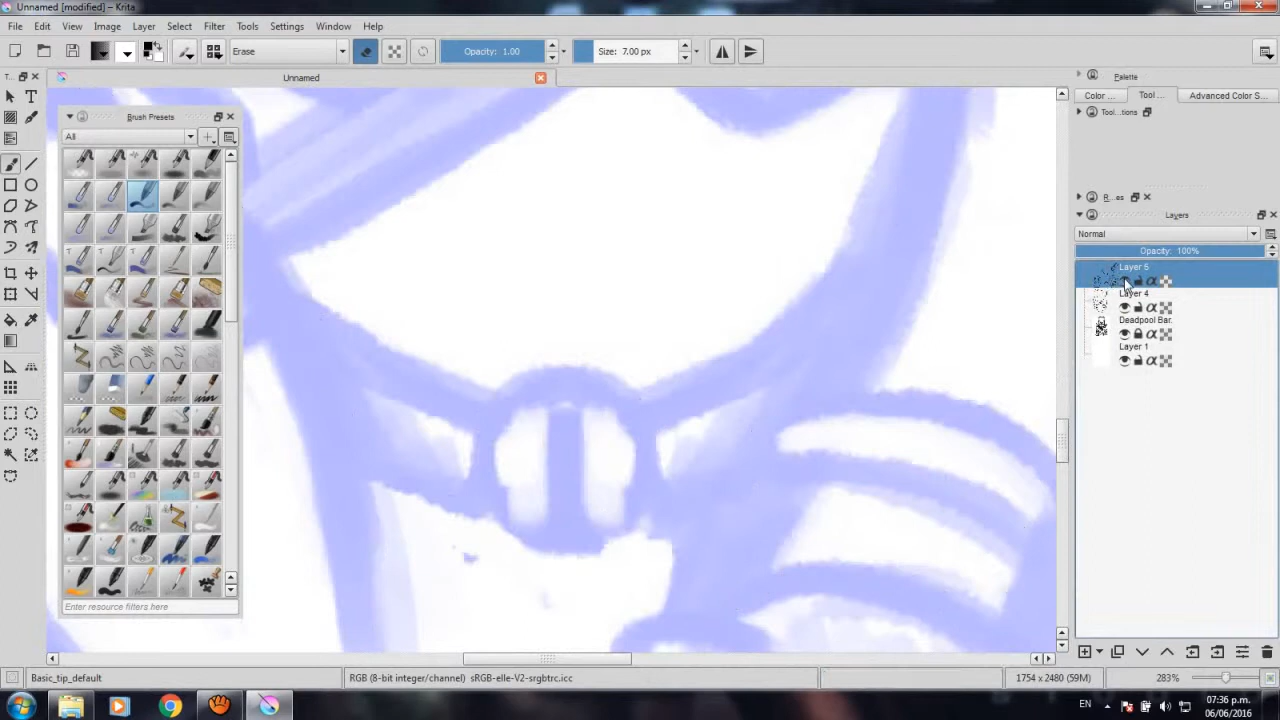 Unnamed [modified] – Krita
File Edit View Image Layer Select Filter Tools Settings Window Help
Erase Opacity: 1.00 Size: 7.00 px
Unnamed
T...
Palette
Color ... Tool ... Advanced Color S...
Tool...tions
Brush Presets
All
R...es
Layers
Normal
Opacity: 100%
Layer 5
Layer 4
Deadpool Bar.
Layer 1
Enter resource filters here
Basic_tip_default
RGB (8-bit integer/channel) sRGB-elle-V2-srgbtrc.icc
1754 x 2480 (59M)
283%
EN
07:36 p.m.
06/06/2016